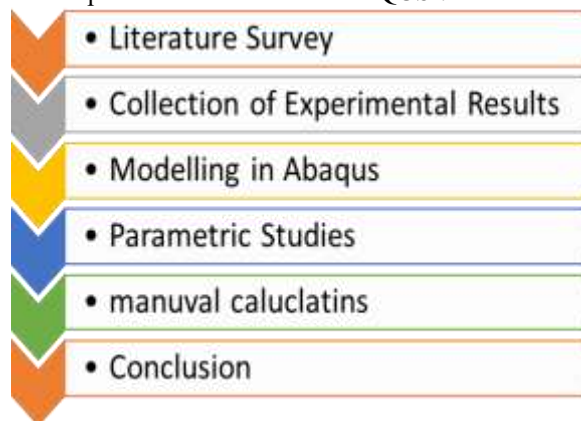 • Literature Survey
• Collection of Experimental Results
• Modelling in Abaqus
• Parametric Studies
• manuval caluclatins
• Conclusion